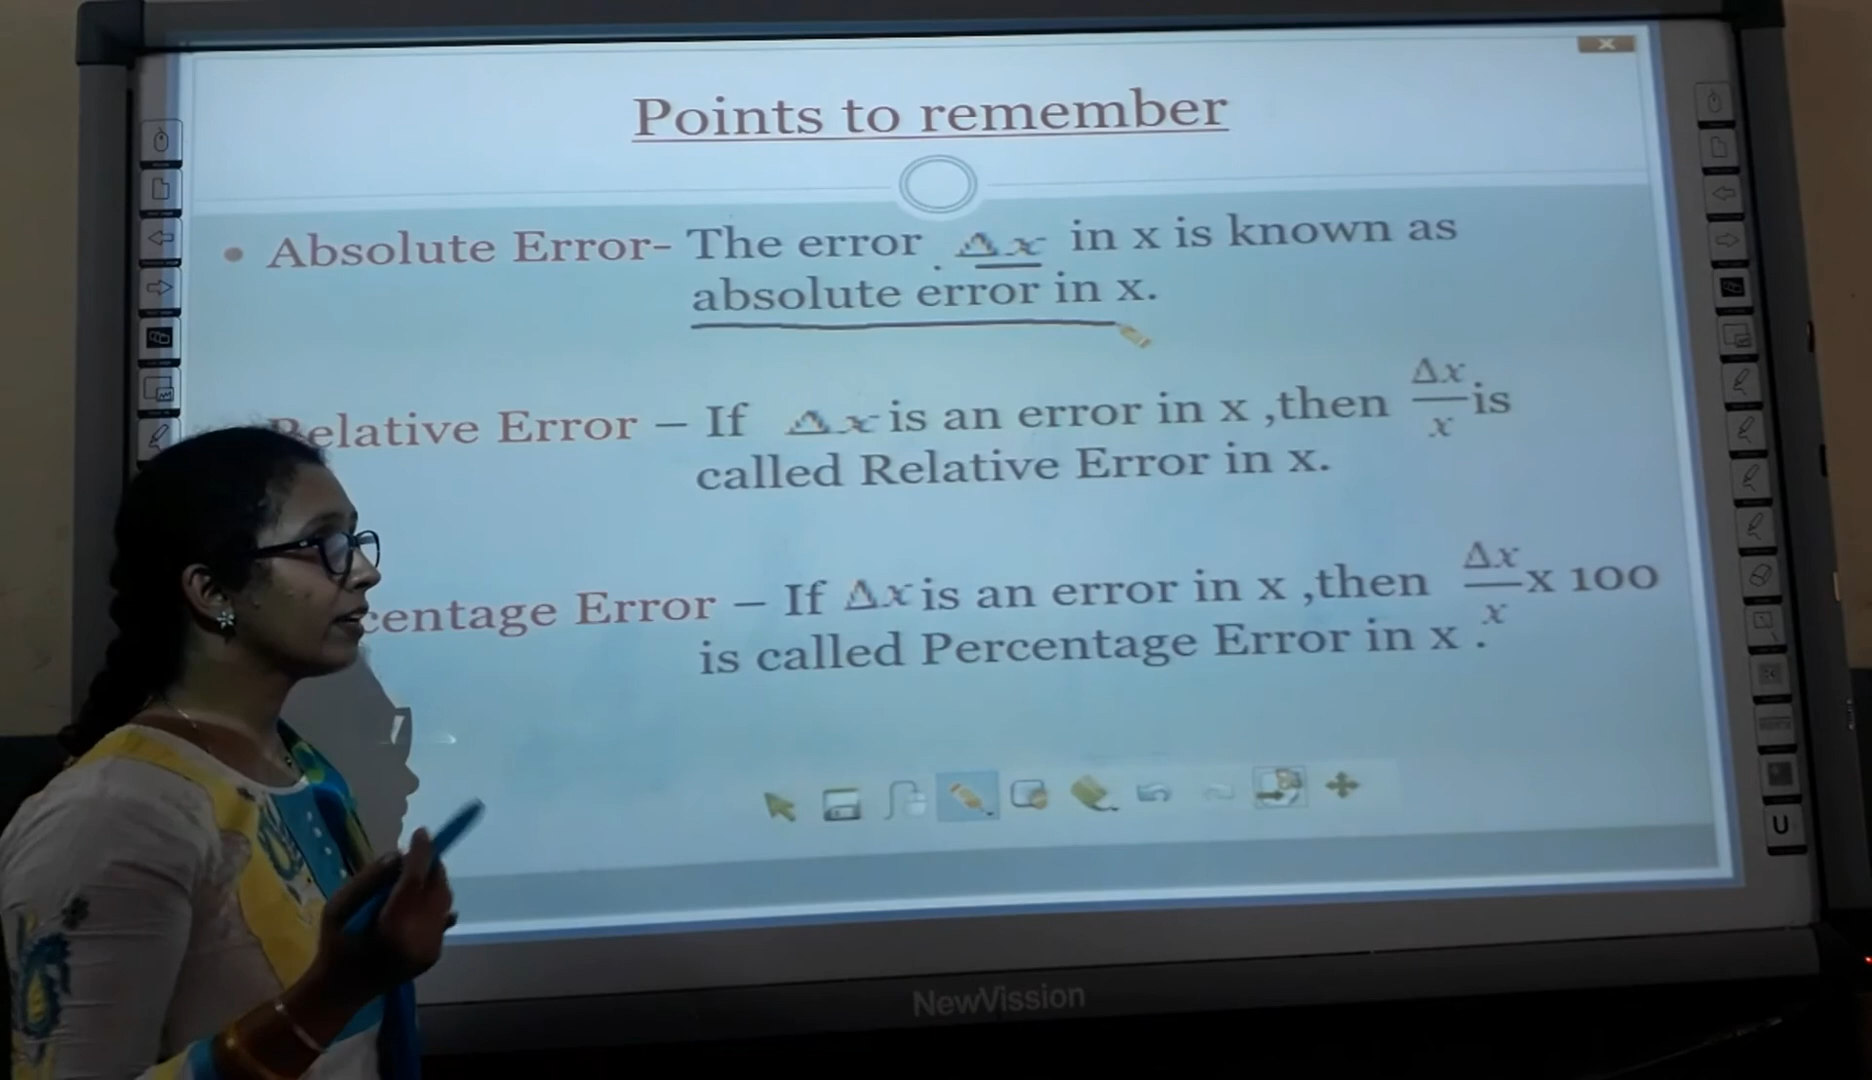 Points to remember
• Absolute Error- The error Δx in x is known as
absolute error in x.
Relative Error – If Δx is an error in x ,then Δx/x is
called Relative Error in x.
centage Error – If Δx is an error in x ,then Δx/x x 100
is called Percentage Error in x .
U
NewVission